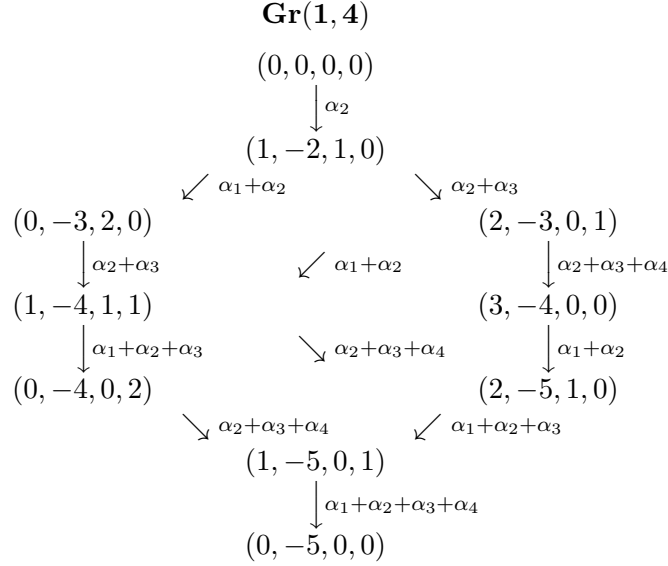 Gr(1, 4)
(0, 0, 0, 0)
α₂
(1, −2, 1, 0)
α₁+α₂
α₂+α₃
(0, −3, 2, 0)
(2, −3, 0, 1)
α₂+α₃
α₁+α₂
α₂+α₃+α₄
(1, −4, 1, 1)
(3, −4, 0, 0)
α₁+α₂+α₃
α₂+α₃+α₄
α₁+α₂
(0, −4, 0, 2)
(2, −5, 1, 0)
α₂+α₃+α₄
α₁+α₂+α₃
(1, −5, 0, 1)
α₁+α₂+α₃+α₄
(0, −5, 0, 0)